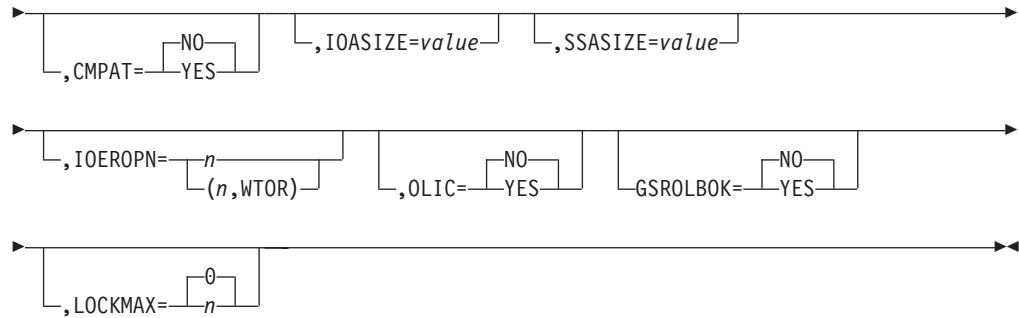 NO
,CMPAT= YES ,IOASIZE=value ,SSASIZE=value
n NO NO
,IOEROPN= (n,WTOR) ,OLIC= YES GSROLBOK= YES
0
,LOCKMAX= n